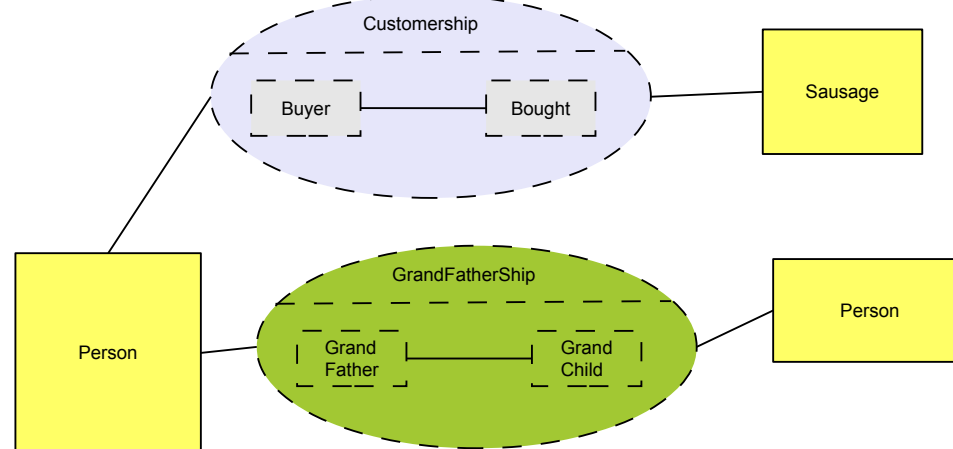 Customership
Buyer
Bought
Sausage
GrandFatherShip
Person
Grand
Father
Grand
Child
Person